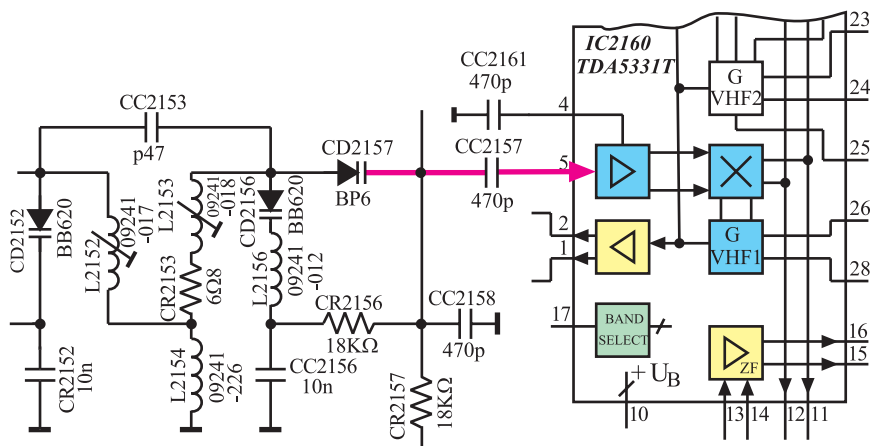 CC2153
p47
CD2152
BB620
L2152
09241
-017
L2153
09241
-018
CD2156
BB620
CR2153
6Ω8
L2156
09241
-012
CR2152
10n
L2154
09241
-226
CD2157
BP6
CR2156
18KΩ
CC2156
10n
CC2158
470p
CR2157
18KΩ
CC2161
470p
CC2157
470p
IC2160
TDA5331T
4
5
2
1
17
G
VHF2
G
VHF1
BAND
SELECT
ZF
+UB
10
13
14
12
11
23
24
25
26
28
16
15